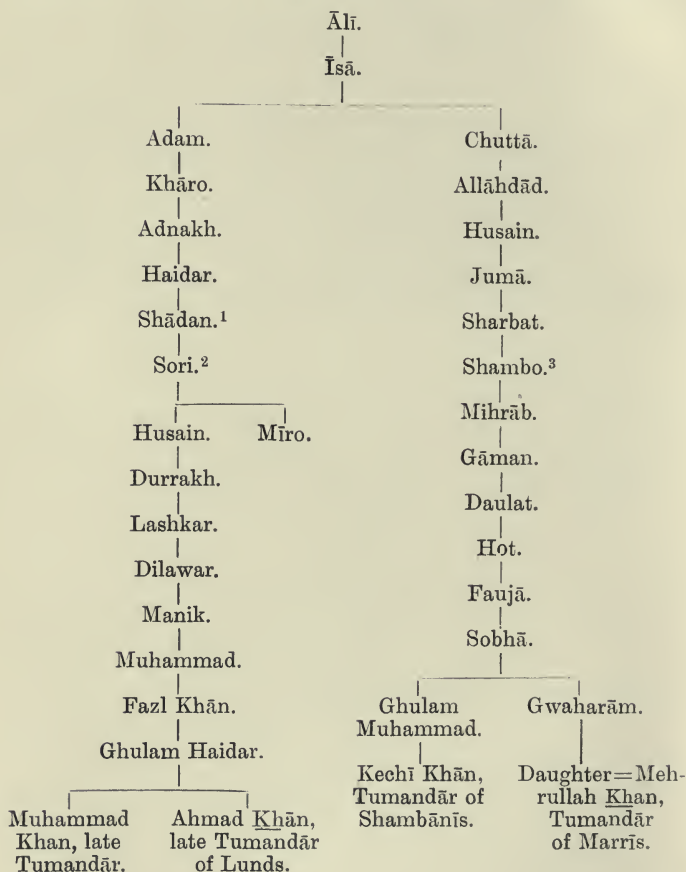 Ālī.
Īsā.
Adam. Chuttā.
Khāro. Allāhdād.
Adnakh. Husain.
Haidar. Jumā.
Shādan.¹ Sharbat.
Sori.² Shambo.³
Husain. Mīro. Mihrāb.
Durrakh. Gāman.
Lashkar. Daulat.
Dilawar. Hot.
Manik. Faujā.
Muhammad. Sobhā.
Fazl Khān. Ghulam Gwaharām.
Muhammad.
Ghulam Haidar. Kechī Khān, Daughter=Meh-
Tumandār of rullah Khan,
Shambānīs. Tumandār
of Marrīs.
Muhammad Ahmad Khān,
Khan, late late Tumandār
Tumandār. of Lunds.